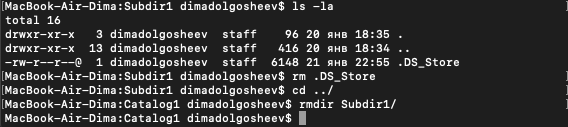 [MacBook-Air-Dima:Subdir1 dimadolgosheev$ ls -la
total 16
drwxr-xr-x   3 dimadolgosheev  staff    96 20 янв 18:35 .
drwxr-xr-x  13 dimadolgosheev  staff   416 20 янв 18:34 ..
-rw-r--r--@  1 dimadolgosheev  staff  6148 21 янв 22:55 .DS_Store
[MacBook-Air-Dima:Subdir1 dimadolgosheev$ rm .DS_Store
[MacBook-Air-Dima:Subdir1 dimadolgosheev$ cd ../
[MacBook-Air-Dima:Catalog1 dimadolgosheev$ rmdir Subdir1/
MacBook-Air-Dima:Catalog1 dimadolgosheev$